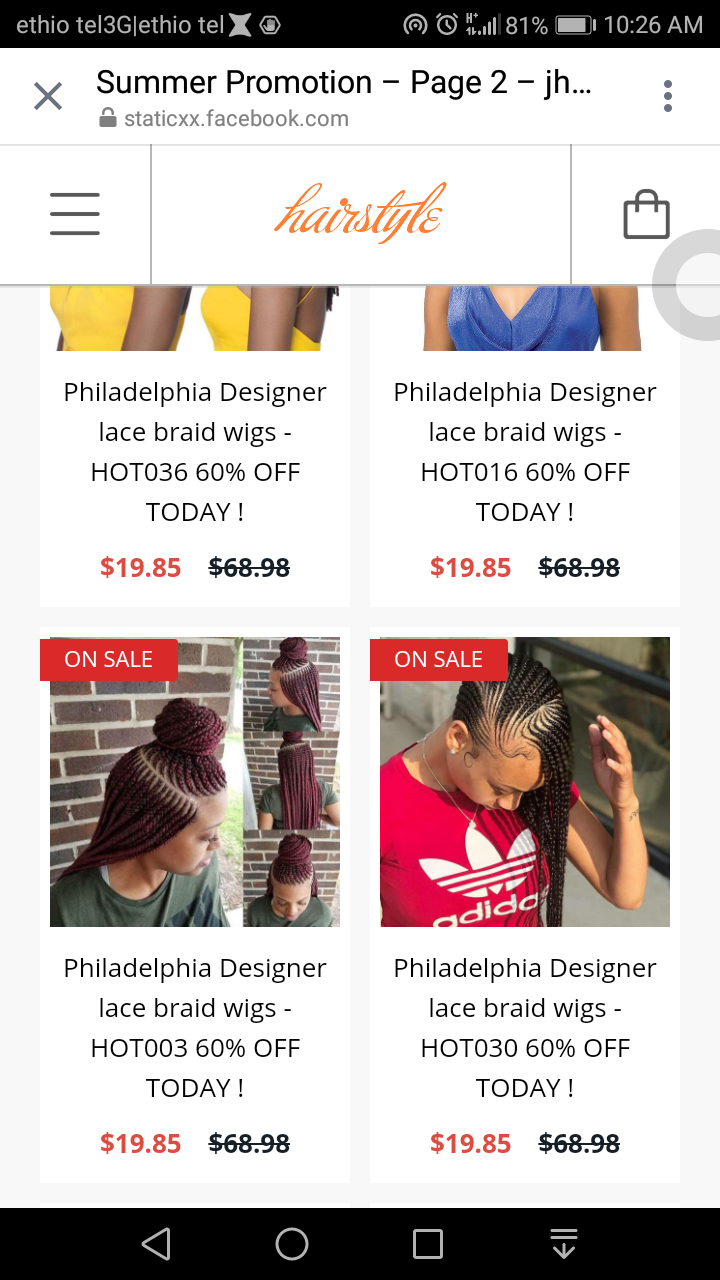 ethio tel3G|ethio tel 81% 10:26 AM
Summer Promotion – Page 2 – jh...
staticxx.facebook.com
hairstyle
Philadelphia Designer
lace braid wigs -
HOT036 60% OFF
TODAY !
$19.85 $68.98
Philadelphia Designer
lace braid wigs -
HOT016 60% OFF
TODAY !
$19.85 $68.98
ON SALE
Philadelphia Designer
lace braid wigs -
HOT003 60% OFF
TODAY !
$19.85 $68.98
ON SALE
adidas
Philadelphia Designer
lace braid wigs -
HOT030 60% OFF
TODAY !
$19.85 $68.98